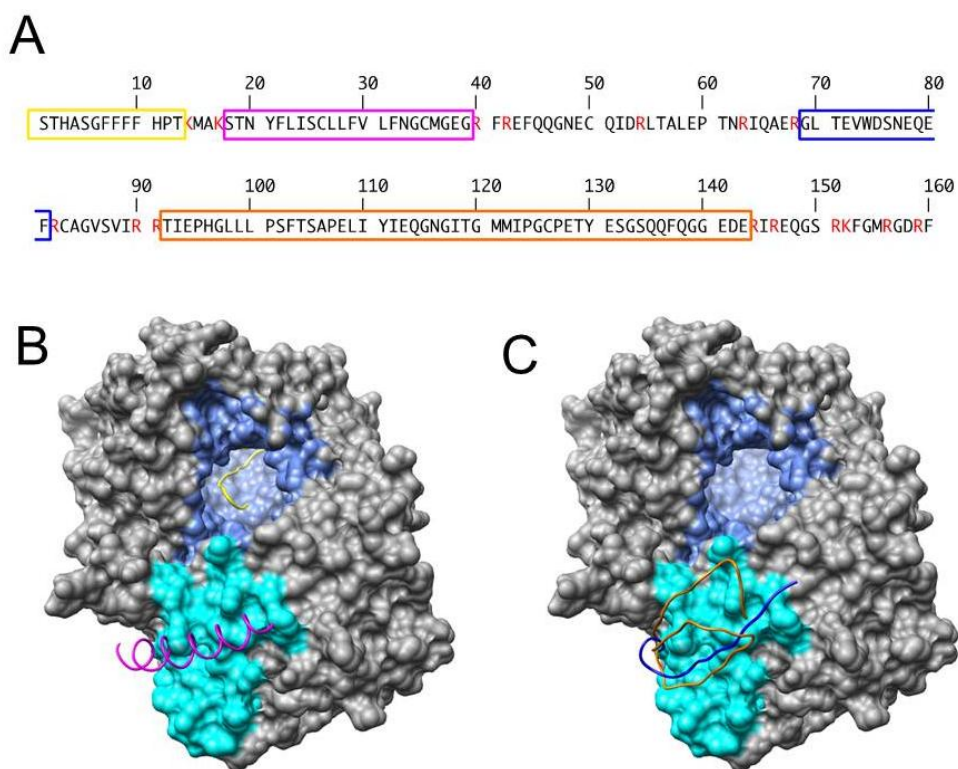 A
10 20 30 40 50 60 70 80
STHASGFFFF HPTKMAKSTN YFLISCLLFV LFNGCMGEGR FREFQQGNEC QIDRLTALEP TNRIQAERGL TEVWDSNEQE
90 100 110 120 130 140 150 160
FRCAGVSVIR RTIEPHGLLL PSFTSAPELI YIEQGNGITG MMIPGCPETY ESGSQQFQGG EDERIREQGS RKFGMRGDRF
B C